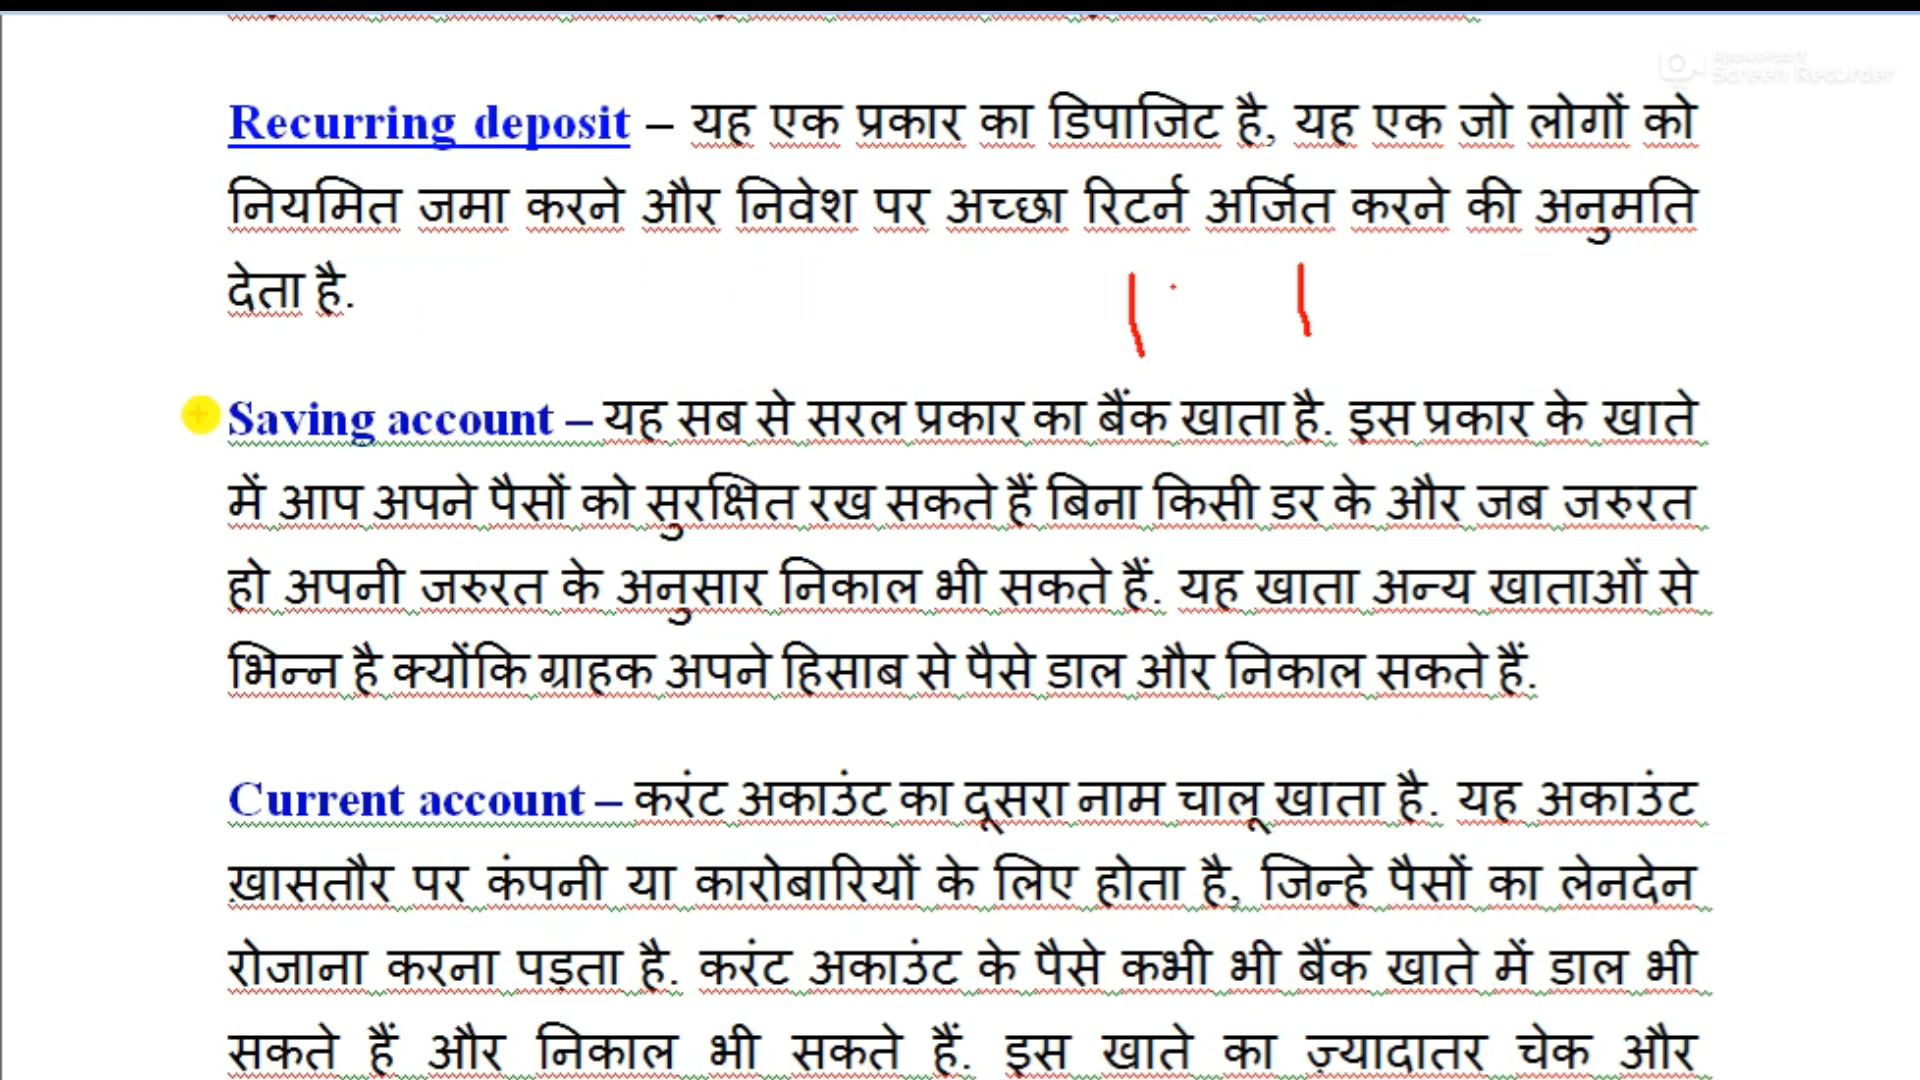 Apowersoft
Screen Recorder
Recurring deposit – यह एक प्रकार का डिपाजिट है, यह एक जो लोगों को
नियमित जमा करने और निवेश पर अच्छा रिटर्न अर्जित करने की अनुमति
देता है.
Saving account – यह सब से सरल प्रकार का बैंक खाता है. इस प्रकार के खाते
में आप अपने पैसों को सुरक्षित रख सकते हैं बिना किसी डर के और जब जरुरत
हो अपनी जरुरत के अनुसार निकाल भी सकते हैं. यह खाता अन्य खाताओं से
भिन्न है क्योंकि ग्राहक अपने हिसाब से पैसे डाल और निकाल सकते हैं.
Current account – करंट अकाउंट का दूसरा नाम चालू खाता है. यह अकाउंट
ख़ासतौर पर कंपनी या कारोबारियों के लिए होता है, जिन्हे पैसों का लेनदेन
रोजाना करना पड़ता है. करंट अकाउंट के पैसे कभी भी बैंक खाते में डाल भी
सकते हैं और निकाल भी सकते हैं. इस खाते का ज़्यादातर चेक और